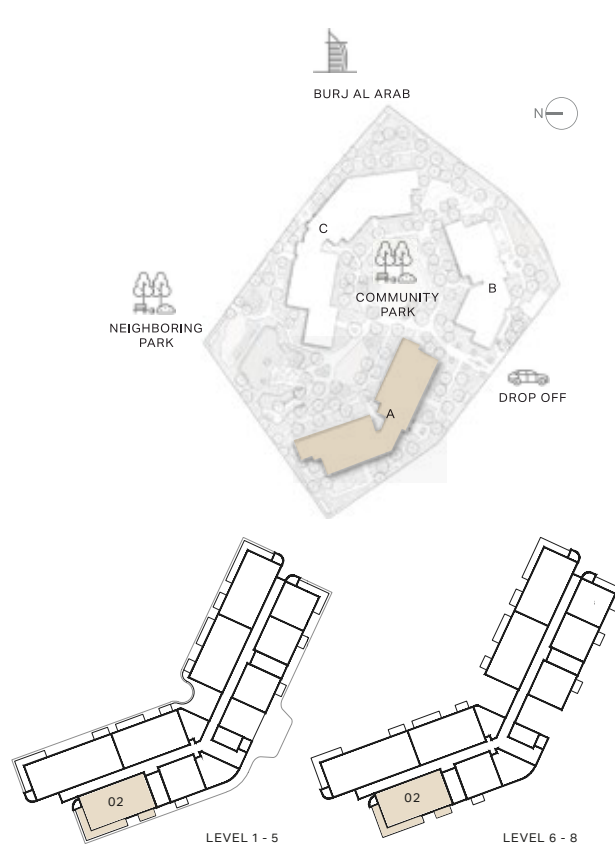 BURJ AL ARAB
N
C
COMMUNITY
PARK
B
NEIGHBORING
PARK
DROP OFF
A
02
02
LEVEL 1 - 5
LEVEL 6 - 8